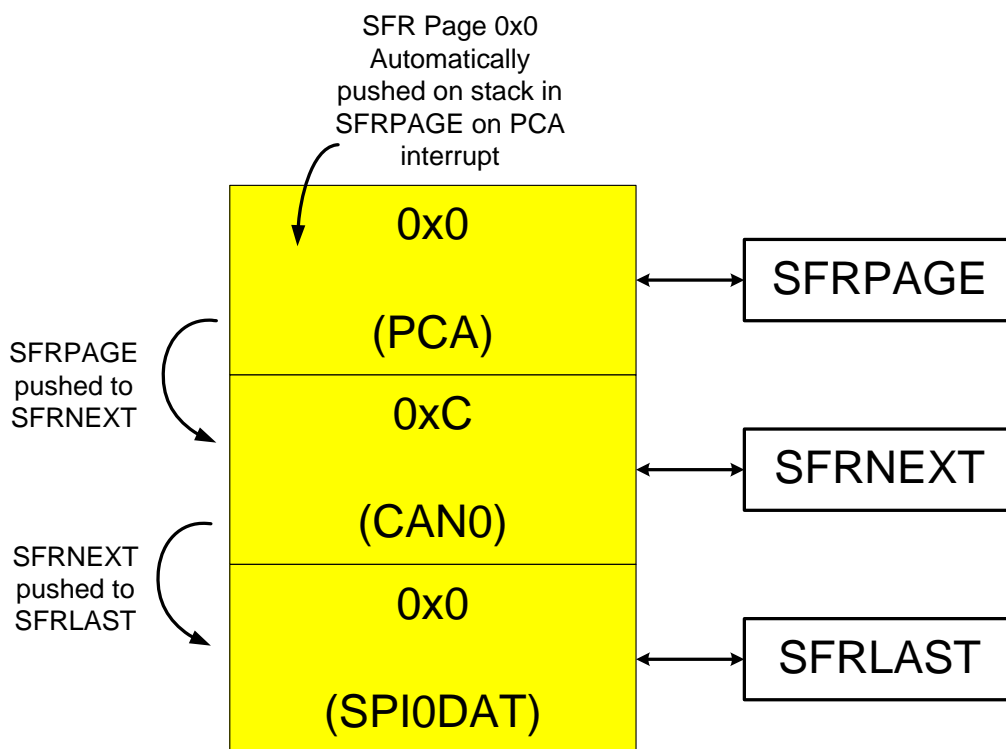 SFR Page 0x0
Automatically
pushed on stack in
SFRPAGE on PCA
interrupt
0x0
(PCA)
SFRPAGE
SFRPAGE
pushed to
SFRNEXT
0xC
(CAN0)
SFRNEXT
SFRNEXT
pushed to
SFRLAST
0x0
(SPI0DAT)
SFRLAST